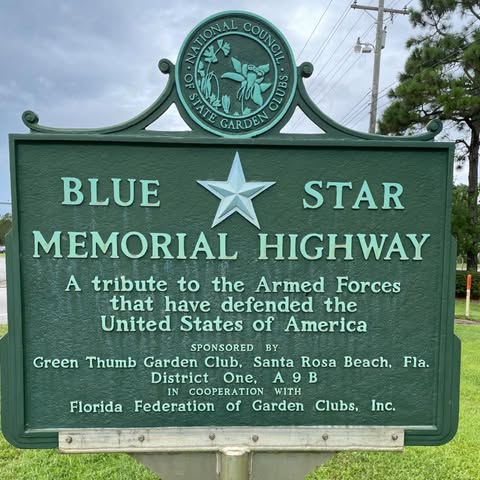 · NATIONAL COUNCIL ·
OF STATE GARDEN CLUBS
BLUE STAR
MEMORIAL HIGHWAY
A tribute to the Armed Forces
that have defended the
United States of America
SPONSORED BY
Green Thumb Garden Club, Santa Rosa Beach, Fla.
District One, A 9 B
IN COOPERATION WITH
Florida Federation of Garden Clubs, Inc.